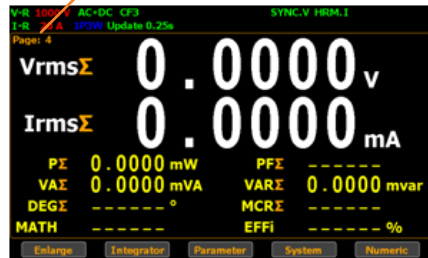 V-R 1000 V AC+DC CF3 SYNC.V HRM.1
I-R 20 A 1P3W Update 0.25s
Page: 4
VrmsΣ 0.0000 V
IrmsΣ 0.0000 mA
PΣ 0.0000 mW PFΣ ------
VAΣ 0.0000 mVA VARΣ 0.0000 mvar
DEGΣ ------ ° MCRΣ ------
MATH ------ EFFi ------ %
Enlarge Integrator Parameter System Numeric